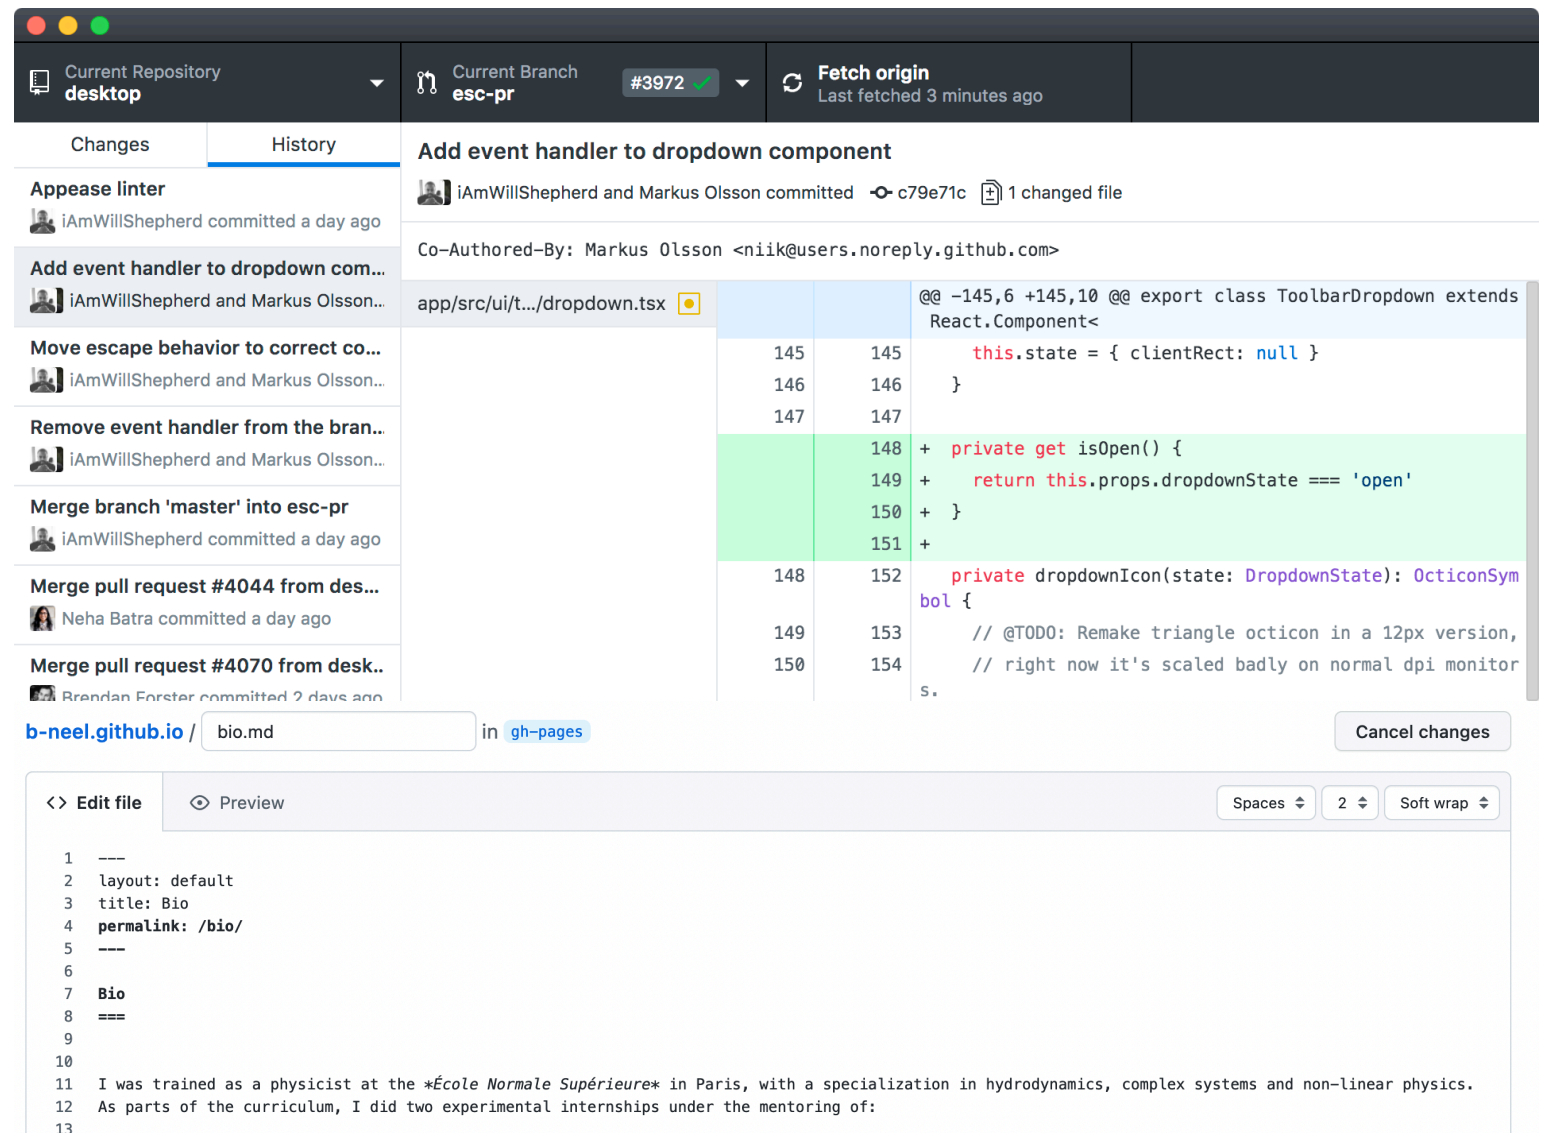 Current Repository
desktop
Current Branch
esc-pr
#3972
Fetch origin
Last fetched 3 minutes ago
Changes
History
Appease linter
iAmWillShepherd committed a day ago
Add event handler to dropdown com...
iAmWillShepherd and Markus Olsson...
Move escape behavior to correct co...
iAmWillShepherd and Markus Olsson...
Remove event handler from the bran...
iAmWillShepherd and Markus Olsson...
Merge branch 'master' into esc-pr
iAmWillShepherd committed a day ago
Merge pull request #4044 from des...
Neha Batra committed a day ago
Merge pull request #4070 from desk...
Brendan Forster committed 2 days ago
Add event handler to dropdown component
iAmWillShepherd and Markus Olsson committed c79e71c 1 changed file
Co-Authored-By: Markus Olsson <niik@users.noreply.github.com>
app/src/ui/t.../dropdown.tsx
@@ -145,6 +145,10 @@ export class ToolbarDropdown extends
React.Component<
145 145 this.state = { clientRect: null }
146 146 }
147 147
148 + private get isOpen() {
149 + return this.props.dropdownState === 'open'
150 + }
151 +
148 152 private dropdownIcon(state: DropdownState): OcticonSym
bol {
149 153 // @TODO: Remake triangle octicon in a 12px version,
150 154 // right now it's scaled badly on normal dpi monitor
s.
b-neel.github.io / bio.md in gh-pages
Cancel changes
Edit file
Preview
Spaces
2
Soft wrap
1 ---
2 layout: default
3 title: Bio
4 permalink: /bio/
5 ---
6
7 Bio
8 ===
9
10
11 I was trained as a physicist at the *École Normale Supérieure* in Paris, with a specialization in hydrodynamics, complex systems and non-linear physics.
12 As parts of the curriculum, I did two experimental internships under the mentoring of:
13